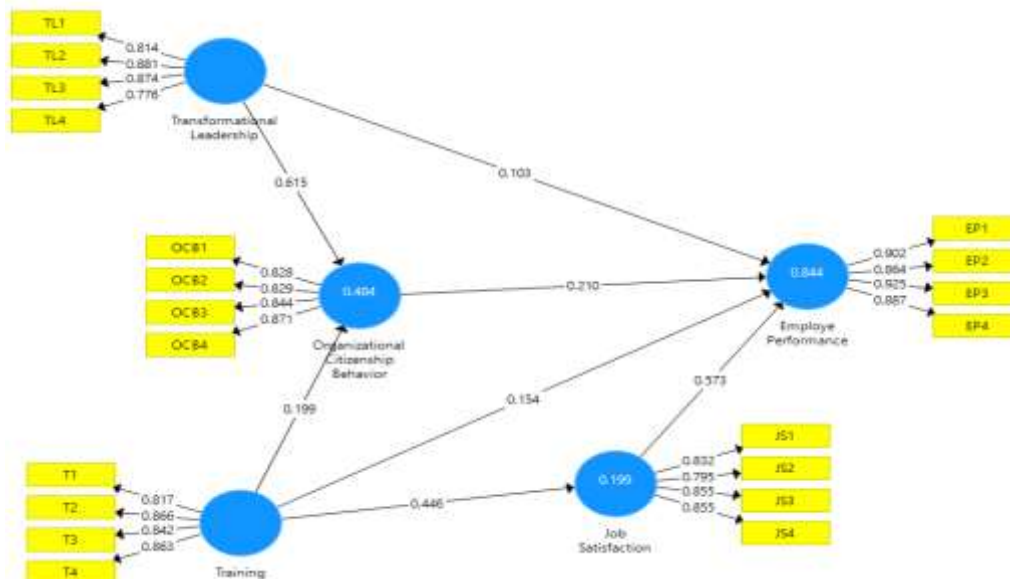 TL1
TL2
TL3
TL4
0.814
0.881
0.874
0.776
Transformational
Leadership
0.615
0.103
OCB1
OCB2
OCB3
OCB4
0.828
0.829
0.844
0.871
Organizational
Citizenship
Behavior
0.210
0.844
Employe
Performance
0.902
0.864
0.925
0.887
EP1
EP2
EP3
EP4
0.199
0.154
0.573
T1
T2
T3
T4
0.817
0.866
0.842
0.863
Training
0.446
0.199
Job
Satisfaction
0.832
0.795
0.855
0.855
JS1
JS2
JS3
JS4